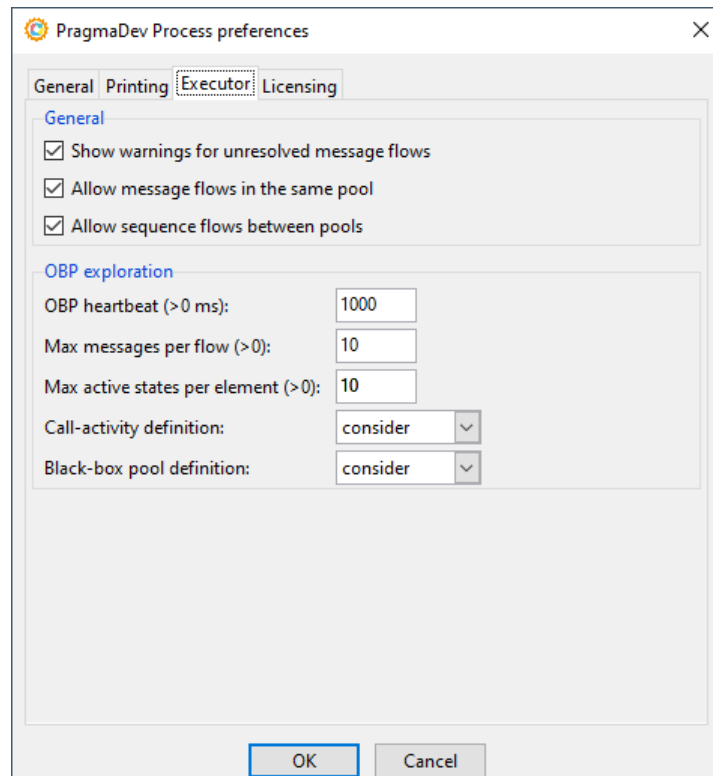 PragmaDev Process preferences
General Printing Executor Licensing
General
Show warnings for unresolved message flows
Allow message flows in the same pool
Allow sequence flows between pools
OBP exploration
OBP heartbeat (>0 ms): 1000
Max messages per flow (>0): 10
Max active states per element (>0): 10
Call-activity definition: consider
Black-box pool definition: consider
OK Cancel